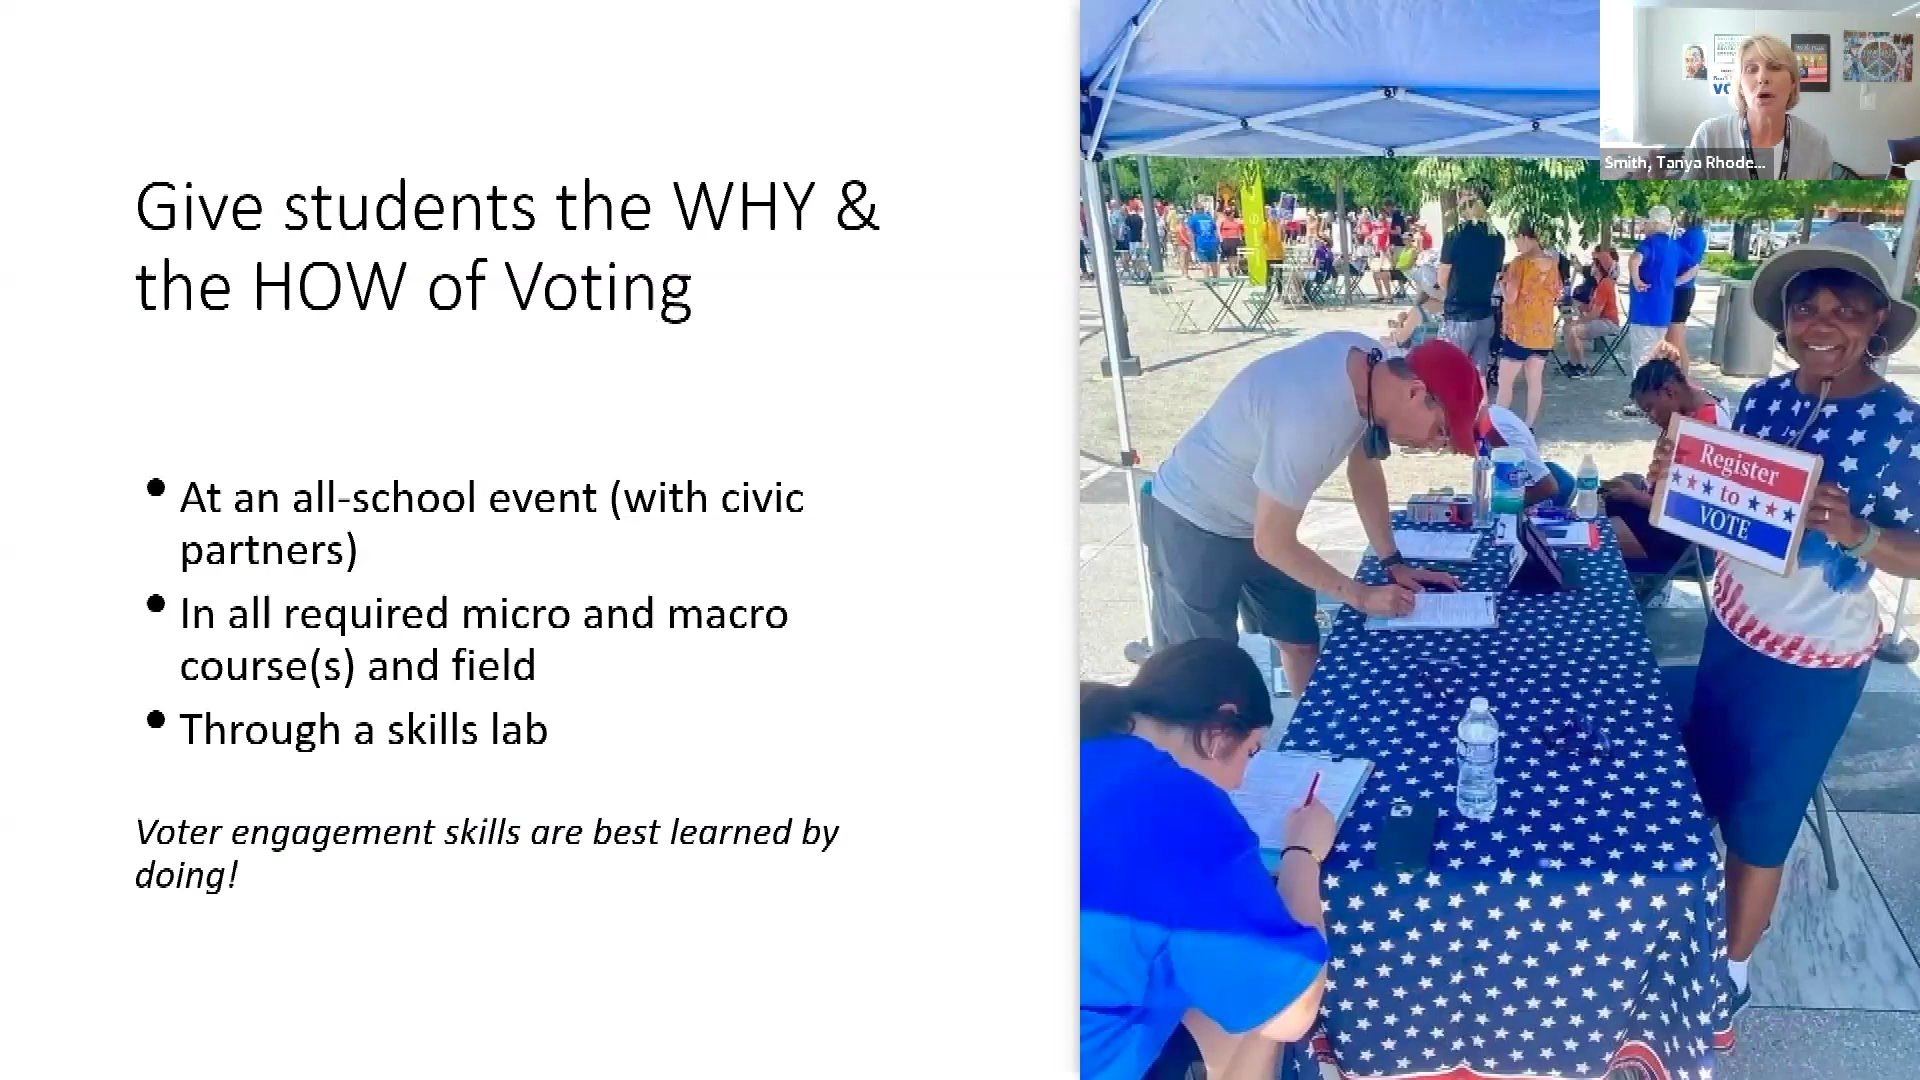 Give students the WHY &
the HOW of Voting
At an all-school event (with civic
partners)
In all required micro and macro
course(s) and field
Through a skills lab
Voter engagement skills are best learned by
doing!
Smith, Tanya Rhode...
Register
to
VOTE